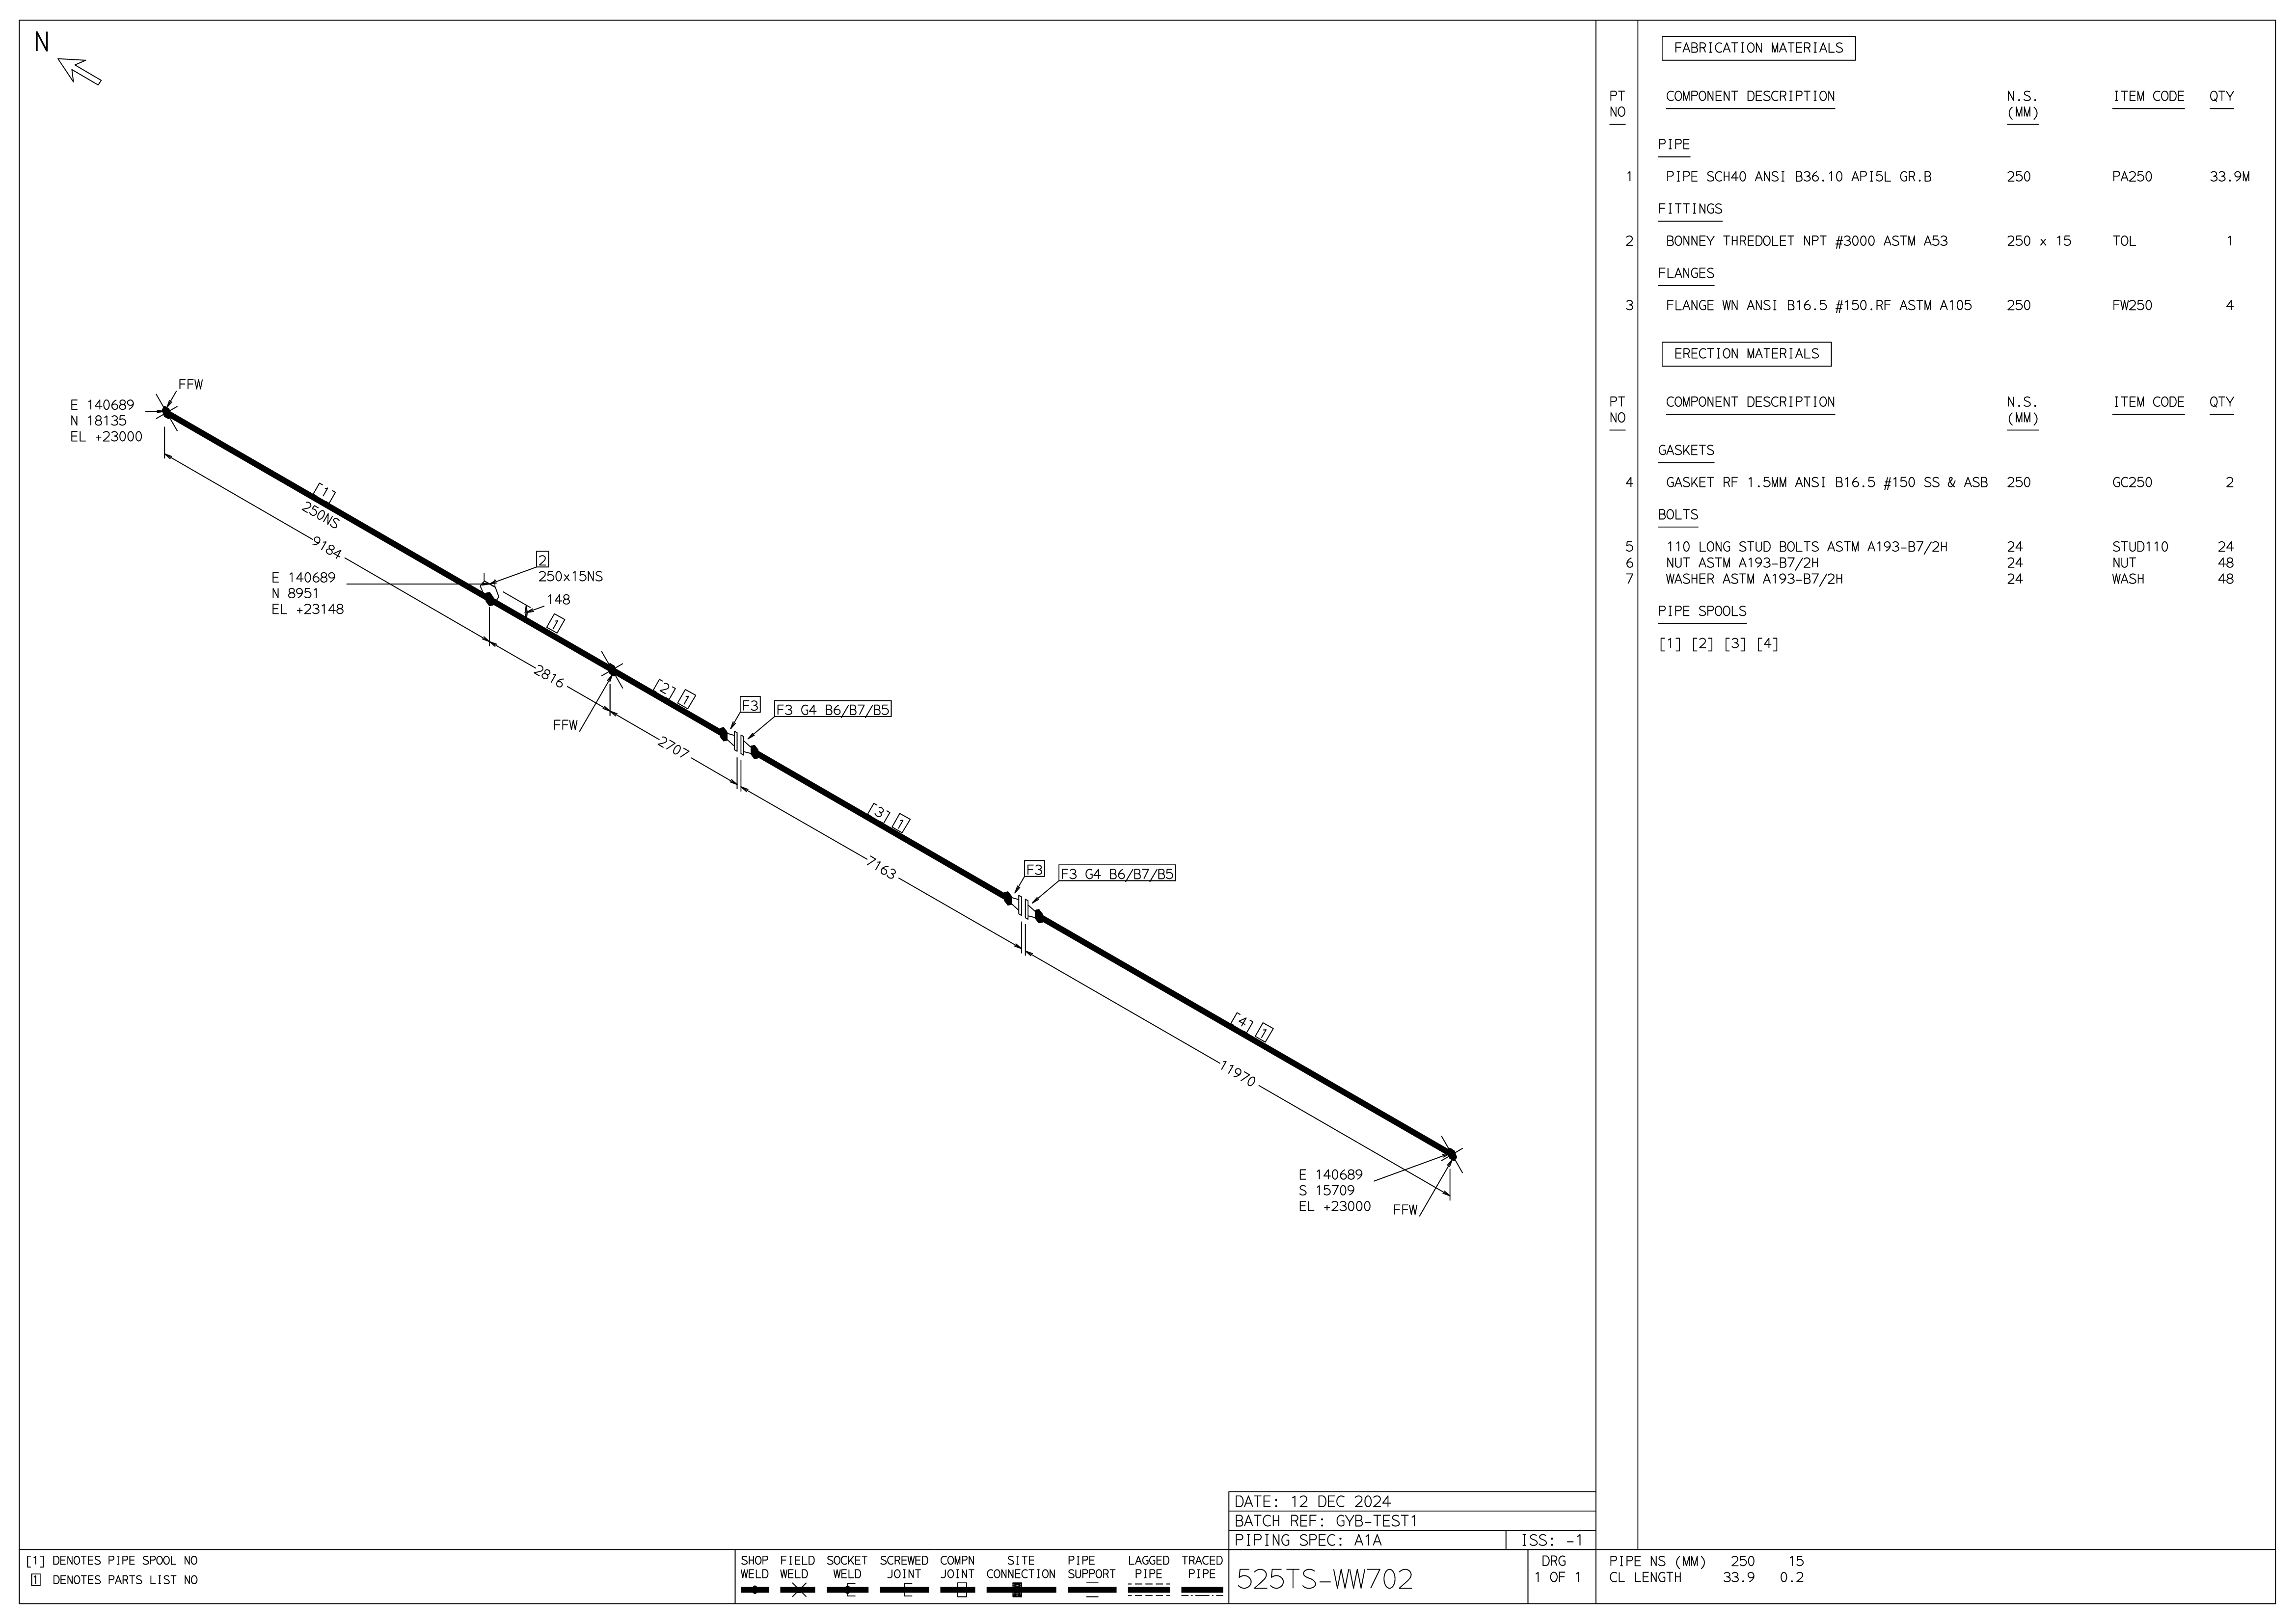 N
FFW
E 140689
N 18135
EL +23000
[1]
250NS
9184
2
250x15NS
E 140689
N 8951
EL +23148
148
1
2816
[2] 1
FFW
F3
F3 G4 B6/B7/B5
2707
[3] 1
7163
F3
F3 G4 B6/B7/B5
[4] 1
11970
E 140689
S 15709
EL +23000
FFW
FABRICATION MATERIALS
PT NO COMPONENT DESCRIPTION N.S. (MM) ITEM CODE QTY
PIPE
1 PIPE SCH40 ANSI B36.10 API5L GR.B 250 PA250 33.9M
FITTINGS
2 BONNEY THREDOLET NPT #3000 ASTM A53 250 x 15 TOL 1
FLANGES
3 FLANGE WN ANSI B16.5 #150.RF ASTM A105 250 FW250 4
ERECTION MATERIALS
PT NO COMPONENT DESCRIPTION N.S. (MM) ITEM CODE QTY
GASKETS
4 GASKET RF 1.5MM ANSI B16.5 #150 SS & ASB 250 GC250 2
BOLTS
5 110 LONG STUD BOLTS ASTM A193-B7/2H 24 STUD110 24
6 NUT ASTM A193-B7/2H 24 NUT 48
7 WASHER ASTM A193-B7/2H 24 WASH 48
PIPE SPOOLS
[1] [2] [3] [4]
DATE: 12 DEC 2024
BATCH REF: GYB-TEST1
PIPING SPEC: A1A ISS: -1
[1] DENOTES PIPE SPOOL NO
1 DENOTES PARTS LIST NO
SHOP WELD
FIELD WELD
SOCKET WELD
SCREWED JOINT
COMPN JOINT
SITE CONNECTION
PIPE SUPPORT
LAGGED PIPE
TRACED PIPE
525TS-WW702
DRG
1 OF 1
PIPE NS (MM) 250 15
CL LENGTH 33.9 0.2